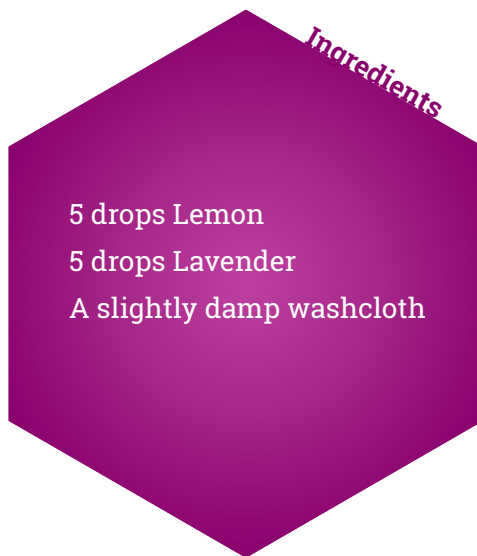 Ingredients
5 drops Lemon
5 drops Lavender
A slightly damp washcloth